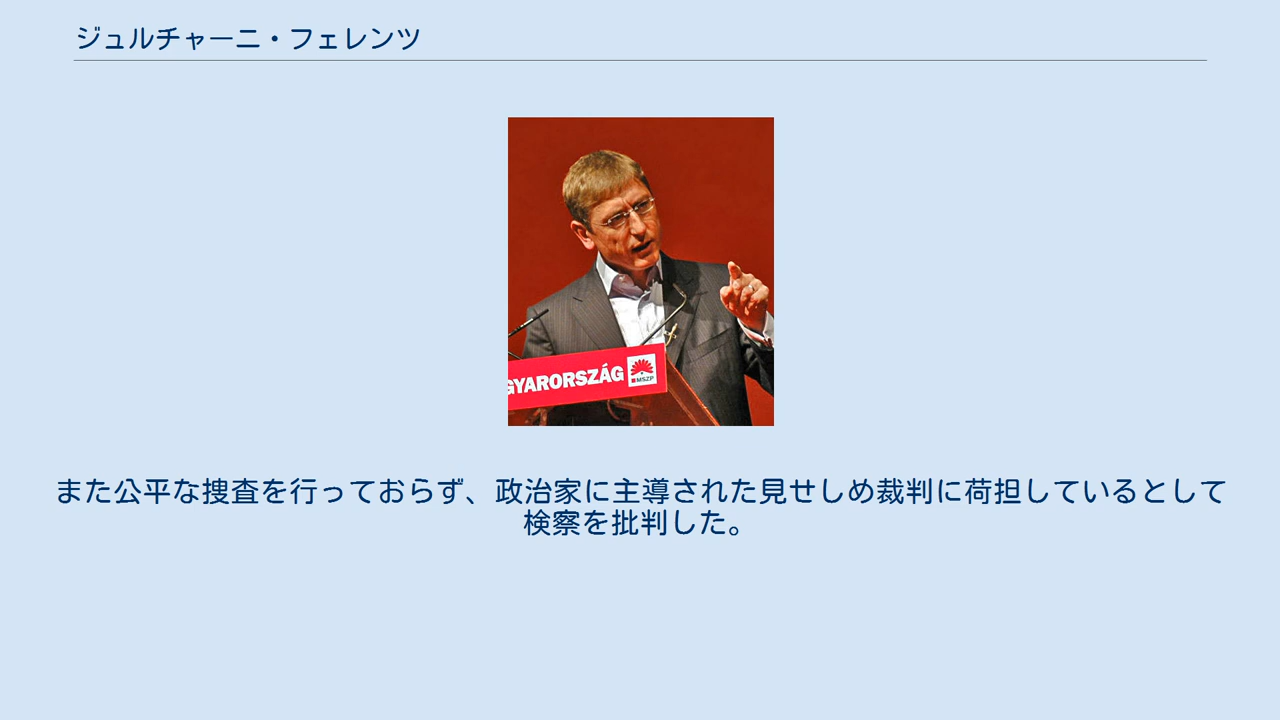 ジュルチャーニ・フェレンツ
GYARORSZÁG
MSZP
また公平な捜査を行っておらず、政治家に主導された見せしめ裁判に荷担しているとして
検察を批判した。